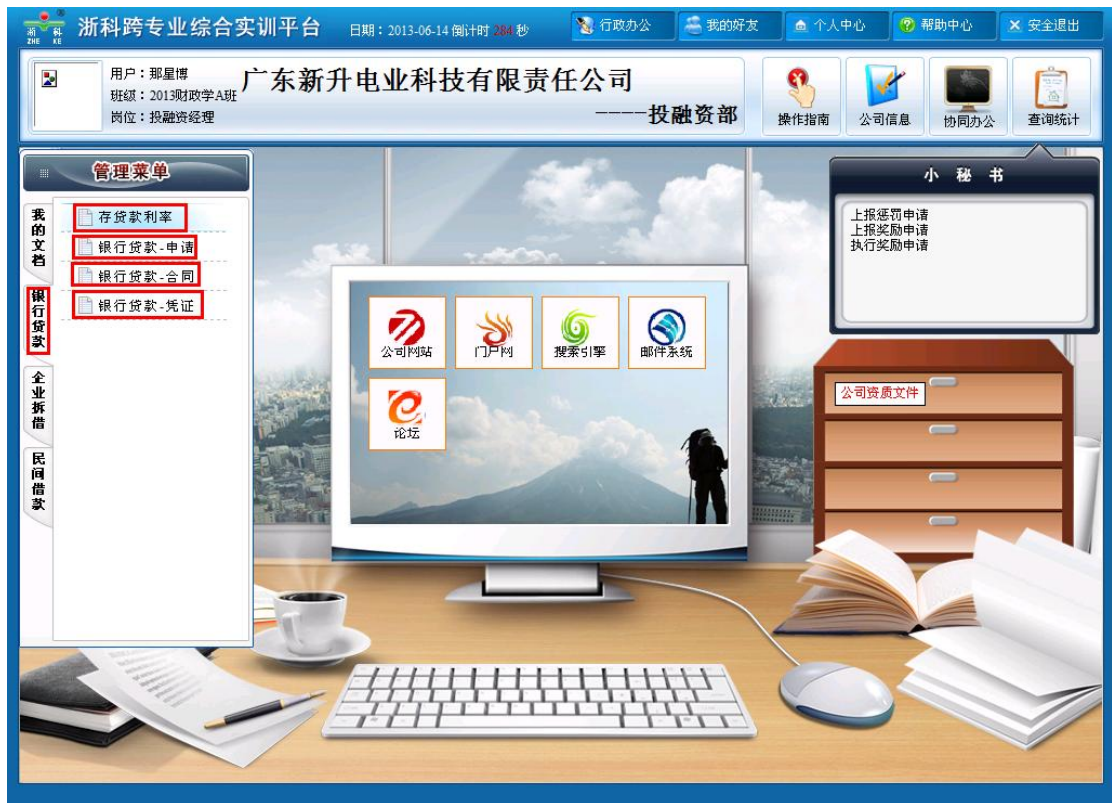 浙科
ZHE KE
浙科跨专业综合实训平台
日期：2013-06-14 倒计时 284 秒
行政办公
我的好友
个人中心
帮助中心
安全退出
用户：那星博
班级：2013财政学A班
岗位：投融资经理
广东新升电业科技有限责任公司
----投融资部
操作指南
公司信息
协同办公
查询统计
管理菜单
我的文档
银行贷款
企业拆借
民间借款
存贷款利率
银行贷款-申请
银行贷款-合同
银行贷款-凭证
公司网站
门户网
搜索引擎
邮件系统
论坛
小 秘 书
上报惩罚申请
上报奖励申请
执行奖励申请
公司资质文件